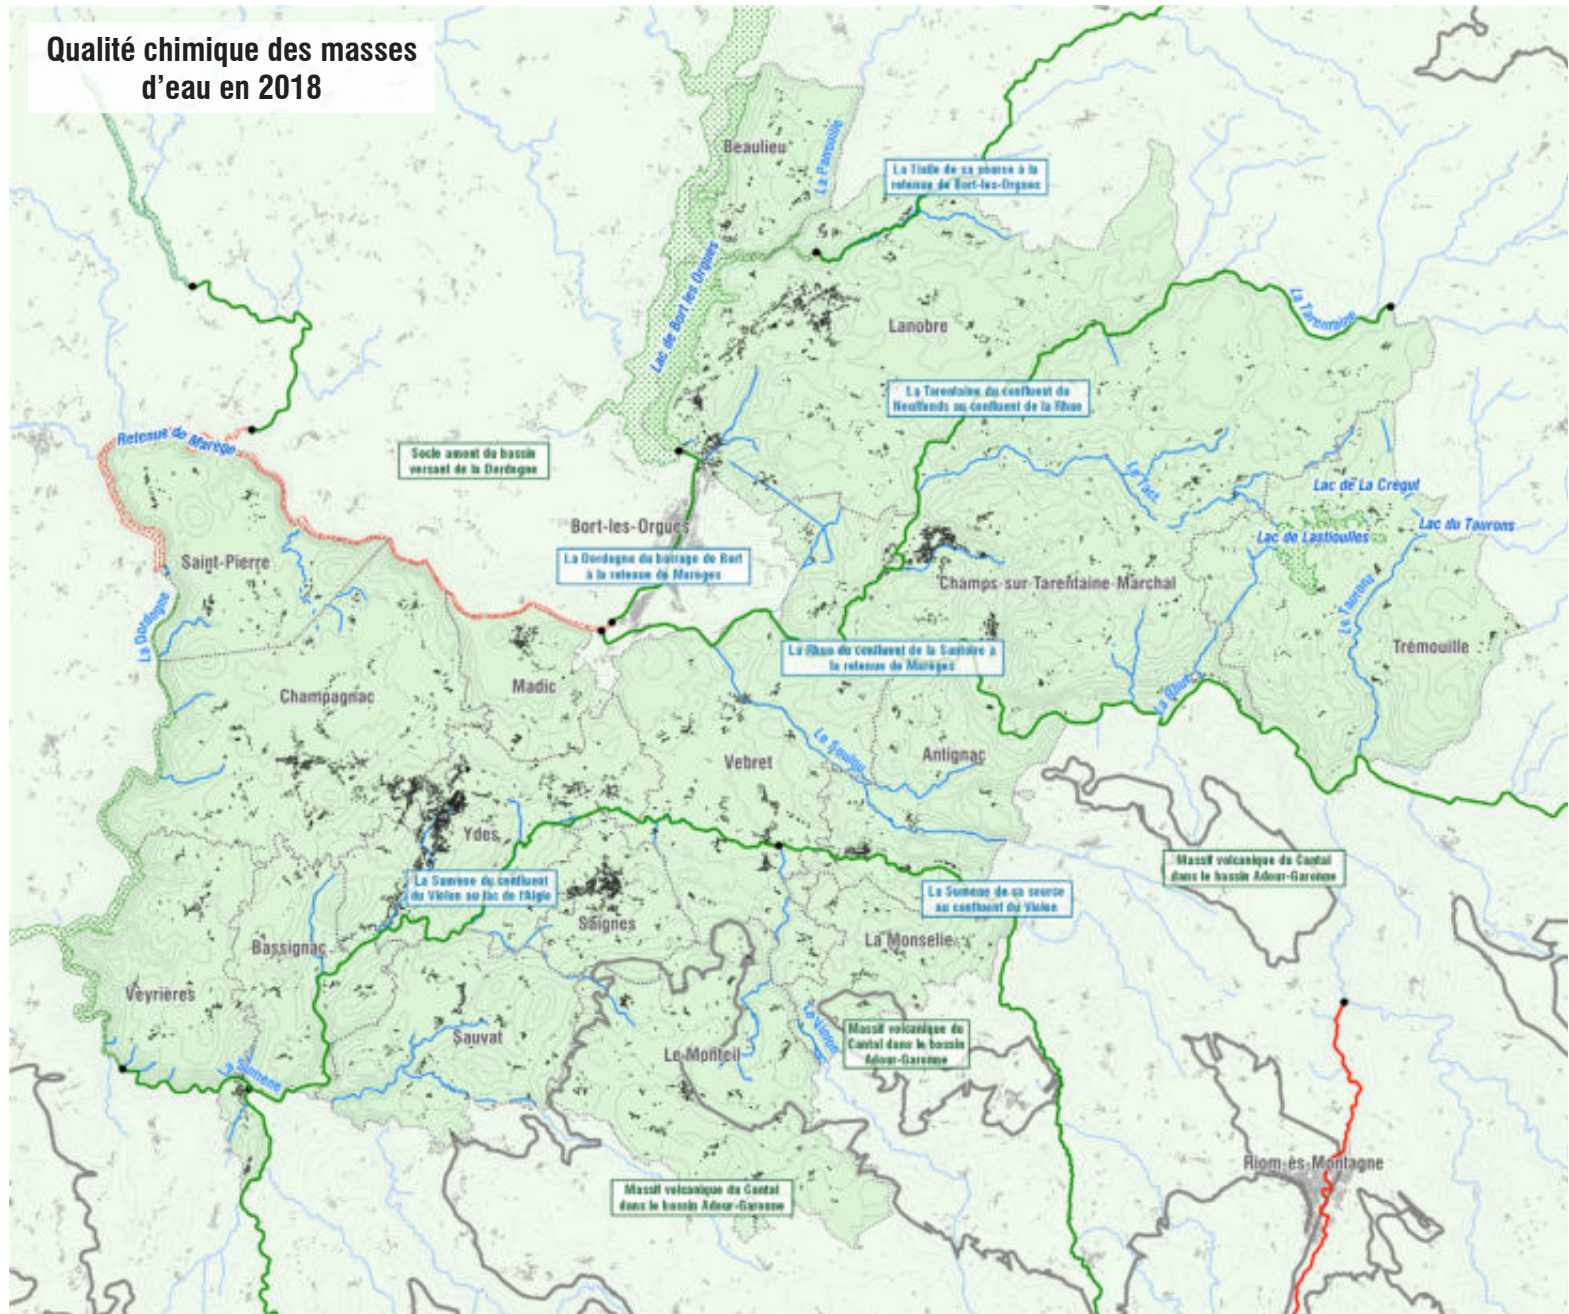 Qualité chimique des masses
d'eau en 2018
Beaulieu
La Panouille
La Tialle de sa source à la
retenue de Bort-les-Orgues
Lac de Bort les Orgues
Lanobre
La Tarentaine
La Tarentaine du confluent de
Neuffonds au confluent de la Rhue
Retenue de Marège
Socle amont du bassin
versant de la Dordogne
Le Tact
Lac de La Crégut
Lac du Taurons
Lac de Lastioulles
Bort-les-Orgues
La Dordogne du barrage de Bort
à la retenue de Marèges
Saint-Pierre
Champs-sur-Tarentaine-Marchal
Le Taurons
La Dordogne
Trémouille
La Rhue du confluent de la Santoire à
la retenue de Marèges
Madic
Champagnac
La Rhue
Le Soulou
Vebret
Antignac
Ydes
Massif volcanique du Cantal
dans le bassin Adour-Garonne
La Sumène du confluent
du Violon au lac de l'Aigle
La Sumène de sa source
au confluent du Violon
Saignes
La Monselie
Bassignac
Veyrières
Le Violon
Massif volcanique du
Cantal dans le bassin
Adour-Garonne
Sauvat
Le Monteil
La Sumène
Riom-ès-Montagne
Massif volcanique du Cantal
dans le bassin Adour-Garonne